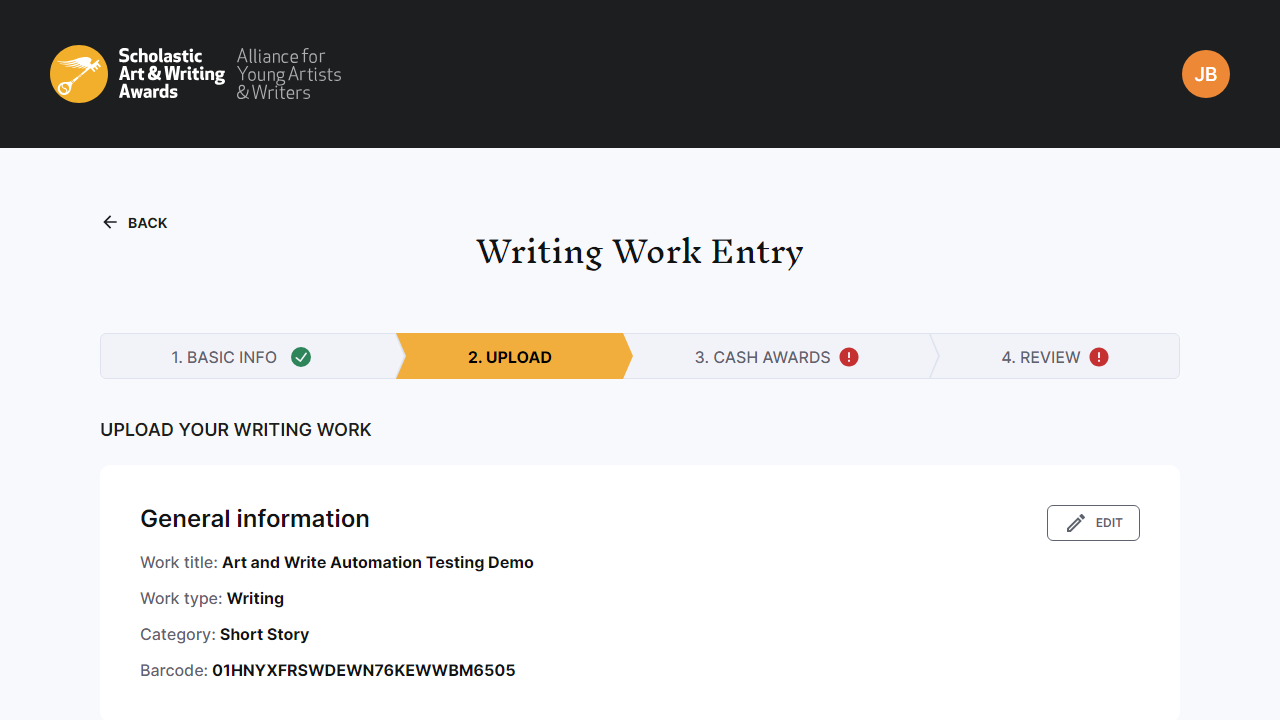 Scholastic
Art & Writing
Awards
Alliance for
Young Artists
& Writers
JB
BACK
Writing Work Entry
1. BASIC INFO
2. UPLOAD
3. CASH AWARDS
4. REVIEW
UPLOAD YOUR WRITING WORK
General information
EDIT
Work title: Art and Write Automation Testing Demo
Work type: Writing
Category: Short Story
Barcode: 01HNYXFRSWDEWN76KEWWBM6505